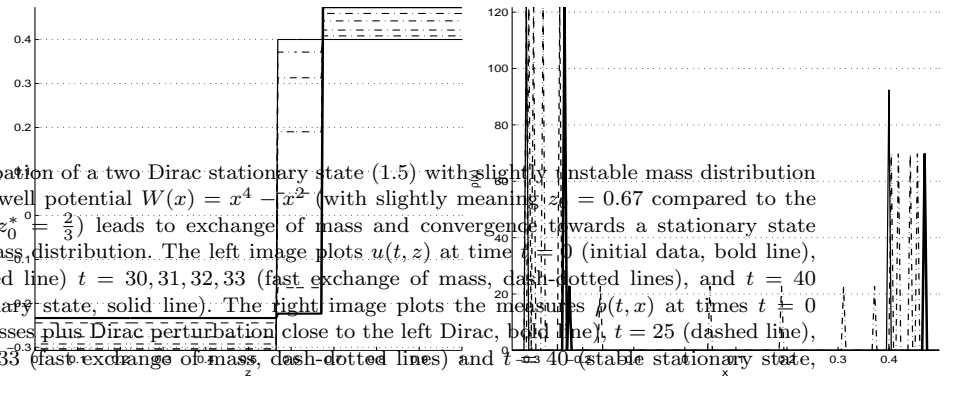 0.4
0.3
0.2
120
100
80
60
40
20
pation of a two Dirac stationary state (1.5) with slightly unstable mass distribution
well potential W(x) = x⁴ − x² (with slightly meaning z₀ = 0.67 compared to the
z₀* = 2/3) leads to exchange of mass and convergence towards a stationary state
ass distribution. The left image plots u(t, z) at time t = 0 (initial data, bold line),
ed line) t = 30, 31, 32, 33 (fast exchange of mass, dash-dotted lines), and t = 40
ary state, solid line). The right image plots the measures ρ(t, x) at times t = 0
sses plus Dirac perturbation close to the left Dirac, bold line), t = 25 (dashed line),
33 (fast exchange of mass, dash-dotted lines) and t = 40 (stable stationary state,
0.3 0.4
z x